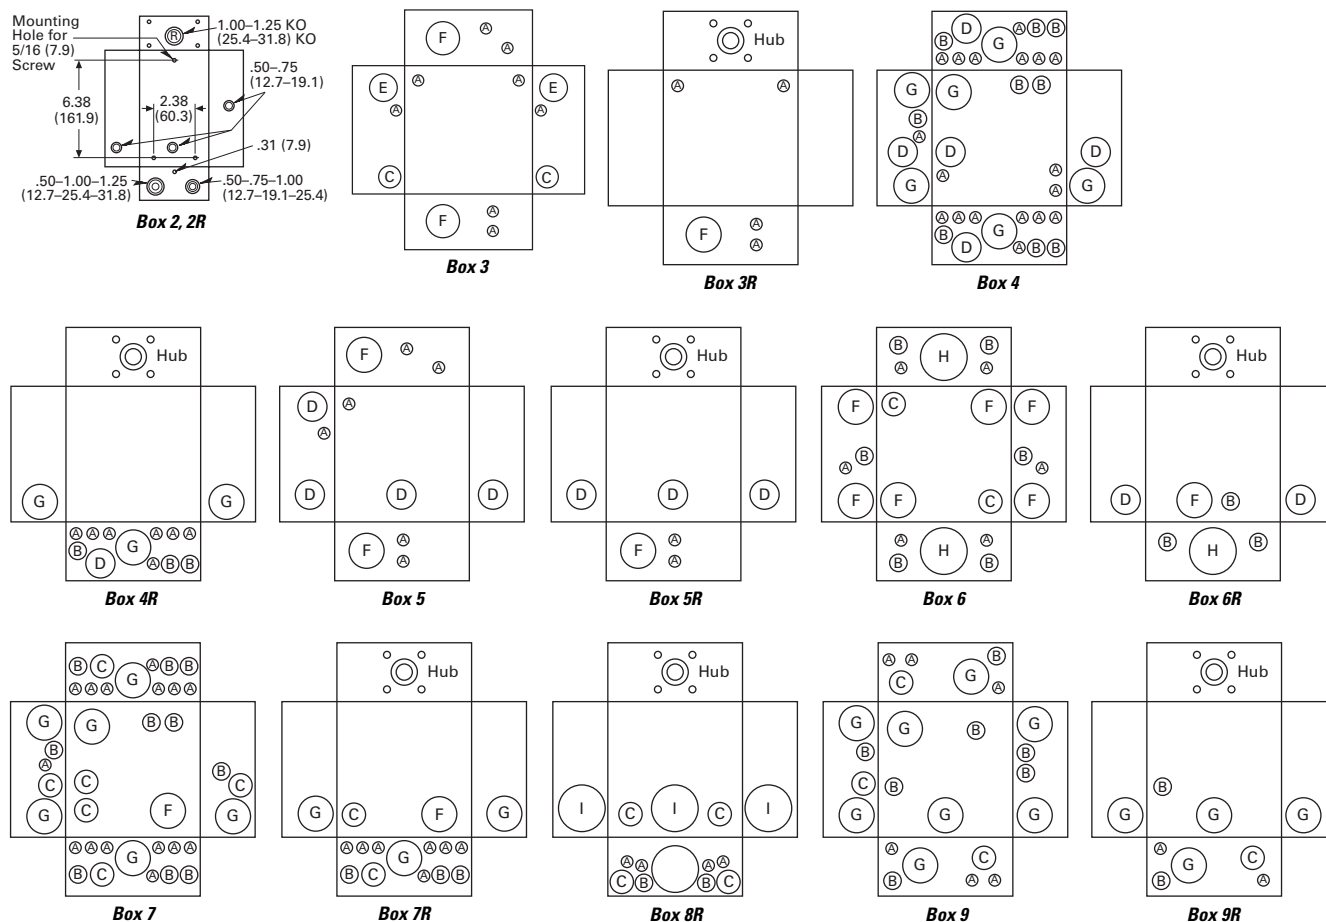 Mounting
Hole for
5/16 (7.9)
Screw
R
1.00–1.25 KO
(25.4–31.8) KO
.50–.75
(12.7–19.1)
6.38
(161.9)
2.38
(60.3)
.31 (7.9)
.50–1.00–1.25
(12.7–25.4–31.8)
.50–.75–1.00
(12.7–19.1–25.4)
Box 2, 2R
F A A
E A A E
A A
C C
F A A
Box 3
Hub
A A
F A A
Box 3R
D A B B
B G
A A A A A A
G G B B
B
A
D D D
A A
G A G
A A A A A A
B G
D A B B
Box 4
Hub
G G
A A A A A A
B G
D A B B
Box 4R
F A A
D A
A
D D D
F A A
Box 5
Hub
D D D
F A A
Box 5R
B H B
A A
F C F F
B B
A A
F F C F
A H A
B B
Box 6
Hub
D F B D
B H B
Box 6R
B C G A B B
A A A A A A
G G B B
B
A
C C B C
C
G F G
A A A A A A
G
B C A B B
Box 7
Hub
G C F G
A A A A A A
G
B C A B B
Box 7R
Hub
I C I C I
A A A A
C B B C
Box 8R
A A B
C G A
G G B G
B B
C B B
G G G
A G C
B A A
Box 9
Hub
B
G G G
A G C
B A
Box 9R